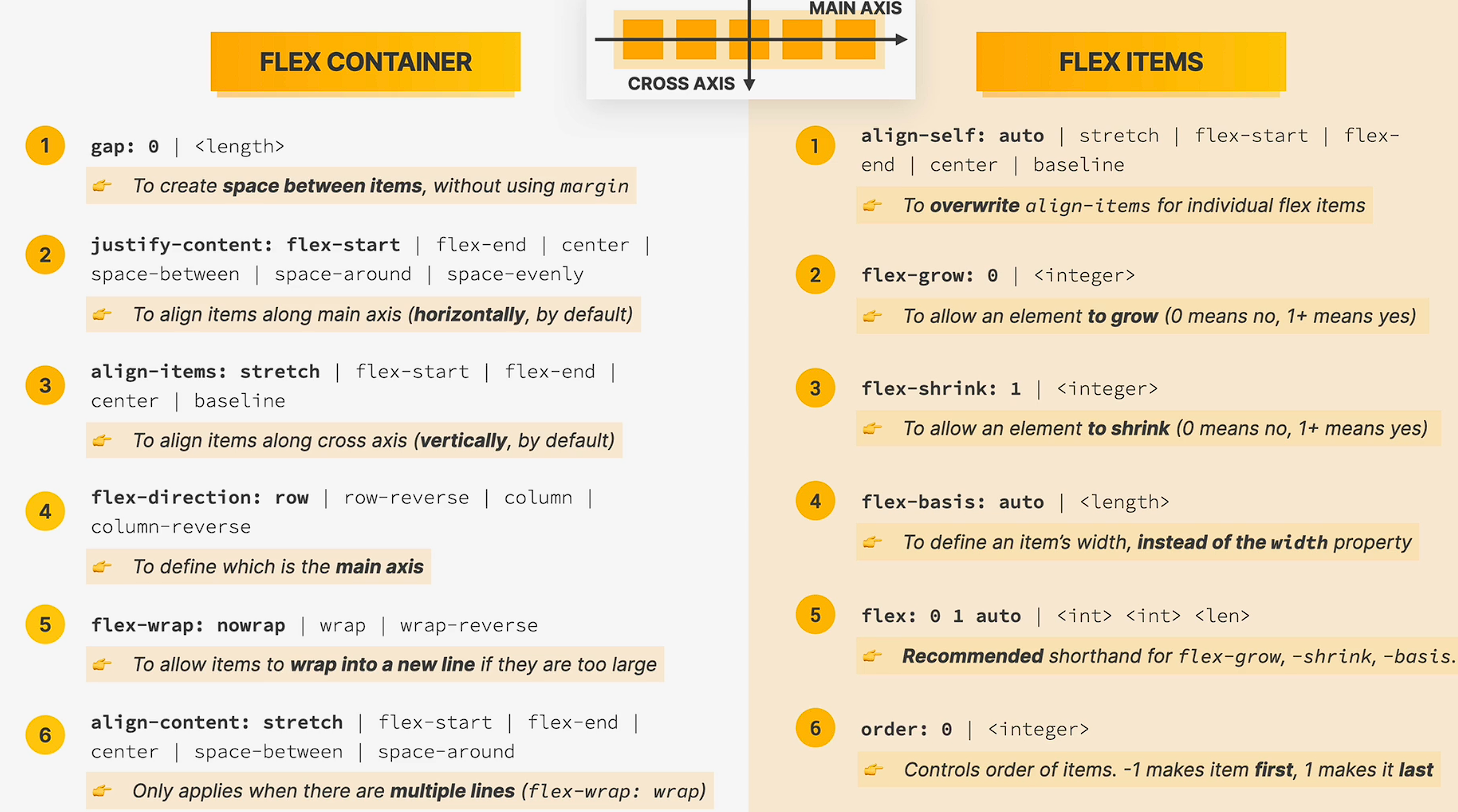 MAIN AXIS
CROSS AXIS
FLEX CONTAINER
1
gap: 0 | <length>
👉 To create space between items, without using margin
2
justify-content: flex-start | flex-end | center |
space-between | space-around | space-evenly
👉 To align items along main axis (horizontally, by default)
3
align-items: stretch | flex-start | flex-end |
center | baseline
👉 To align items along cross axis (vertically, by default)
4
flex-direction: row | row-reverse | column |
column-reverse
👉 To define which is the main axis
5
flex-wrap: nowrap | wrap | wrap-reverse
👉 To allow items to wrap into a new line if they are too large
6
align-content: stretch | flex-start | flex-end |
center | space-between | space-around
👉 Only applies when there are multiple lines (flex-wrap: wrap)
FLEX ITEMS
1
align-self: auto | stretch | flex-start | flex-
end | center | baseline
👉 To overwrite align-items for individual flex items
2
flex-grow: 0 | <integer>
👉 To allow an element to grow (0 means no, 1+ means yes)
3
flex-shrink: 1 | <integer>
👉 To allow an element to shrink (0 means no, 1+ means yes)
4
flex-basis: auto | <length>
👉 To define an item’s width, instead of the width property
5
flex: 0 1 auto | <int> <int> <len>
👉 Recommended shorthand for flex-grow, -shrink, -basis.
6
order: 0 | <integer>
👉 Controls order of items. -1 makes item first, 1 makes it last